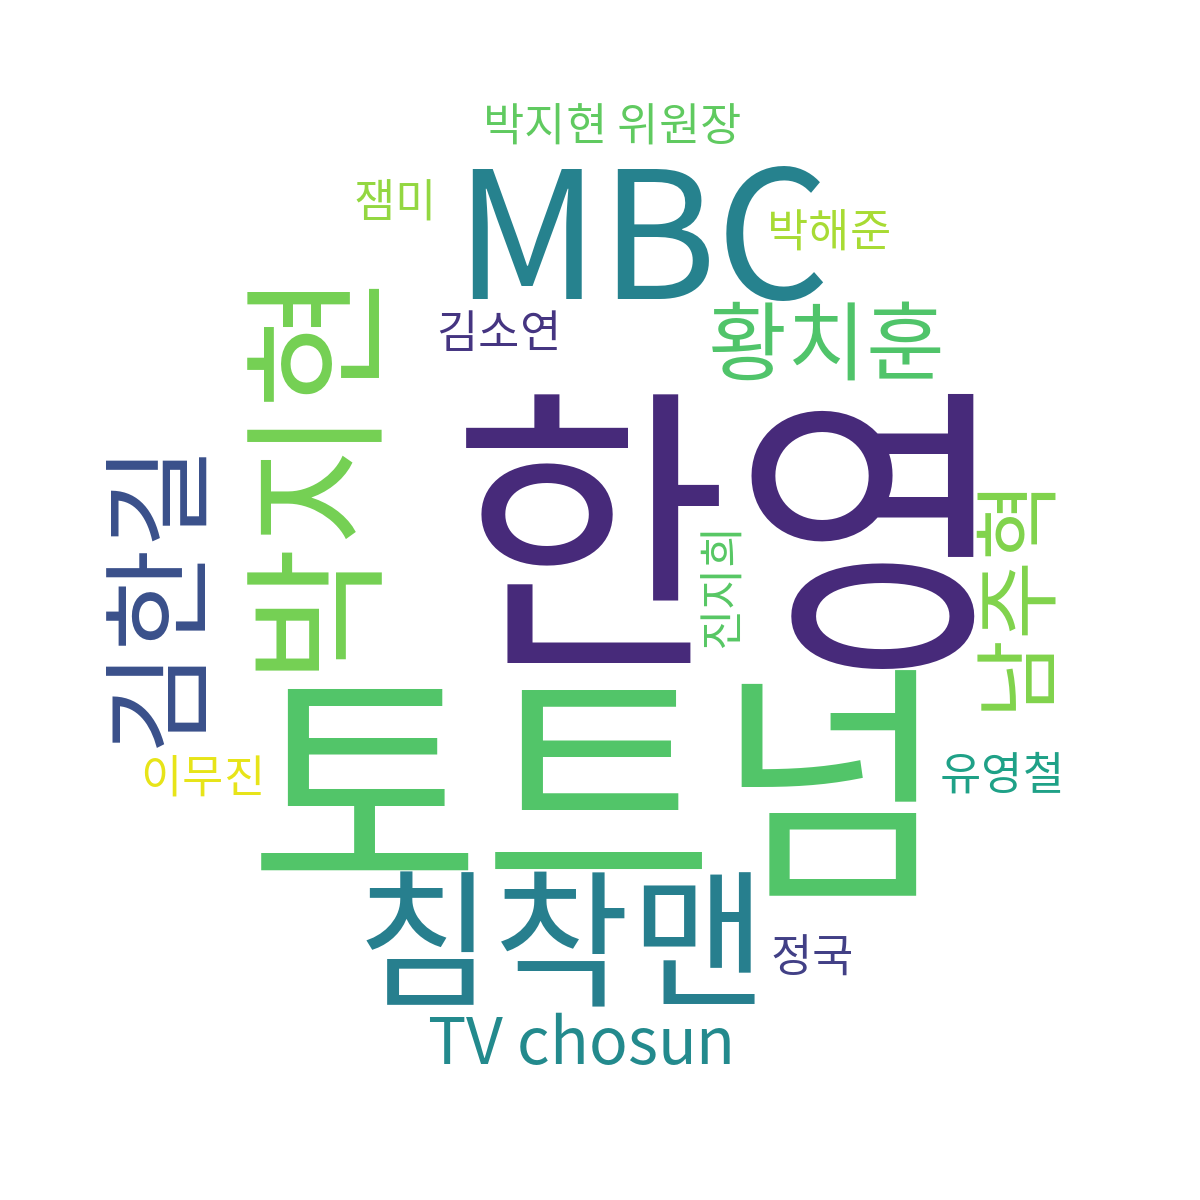 박지현 위원장
잼미
MBC
박해준
김소연
황치훈
박지현
한영
김한길
진지희
남주혁
토트넘
이무진
유영철
침착맨
정국
TV chosun